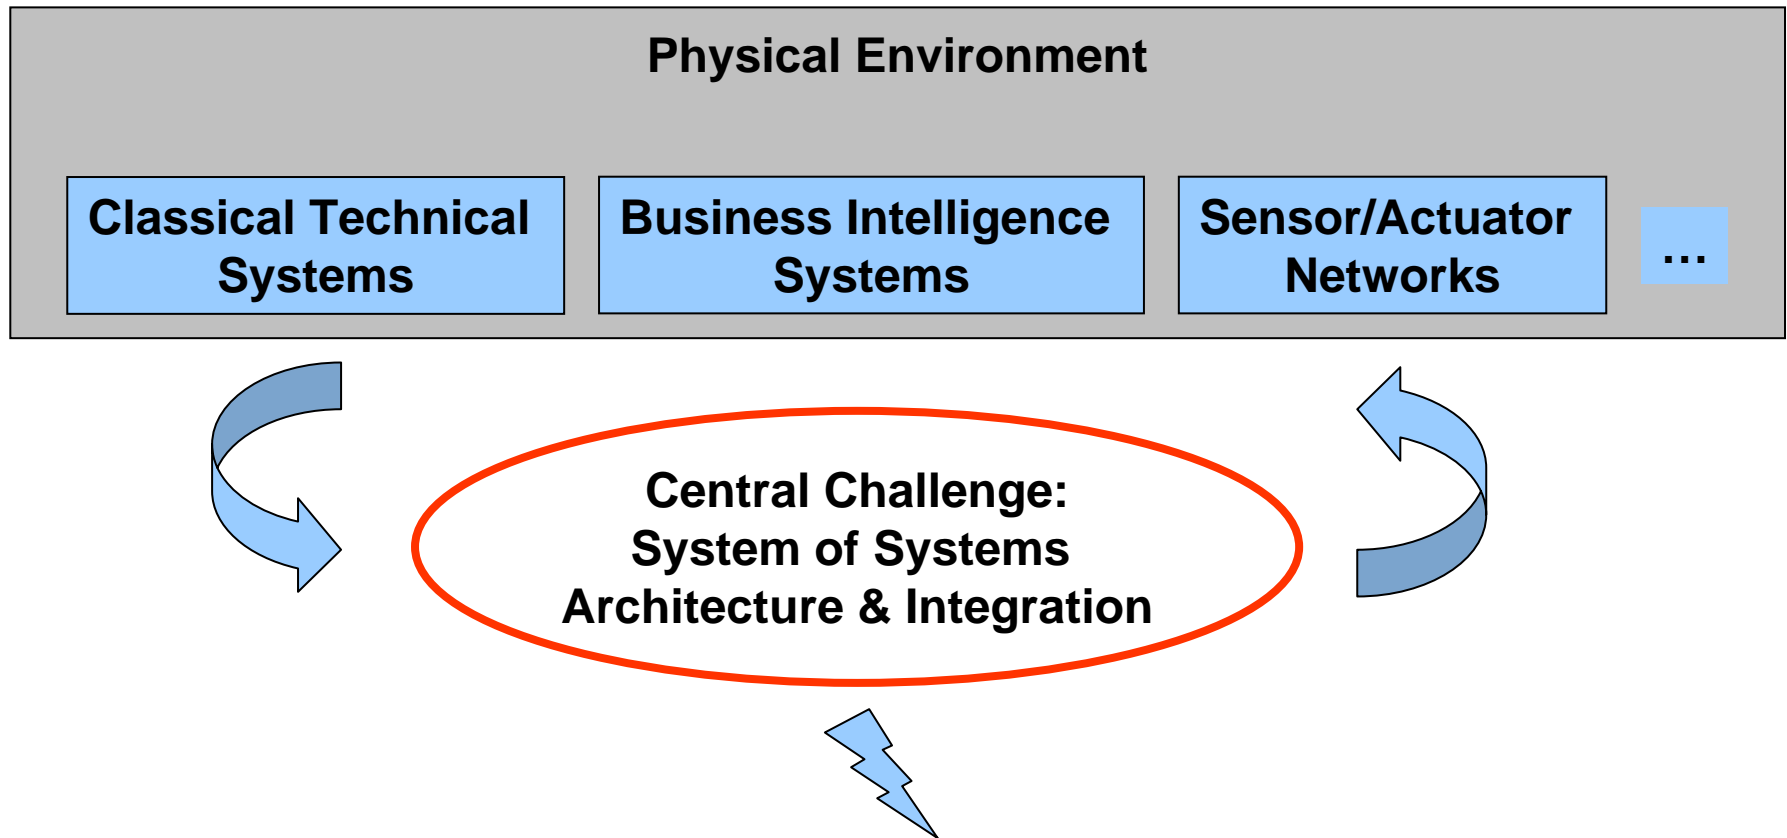 Physical Environment
Classical Technical
Systems
Business Intelligence
Systems
Sensor/Actuator
Networks
...
Central Challenge:
System of Systems
Architecture & Integration